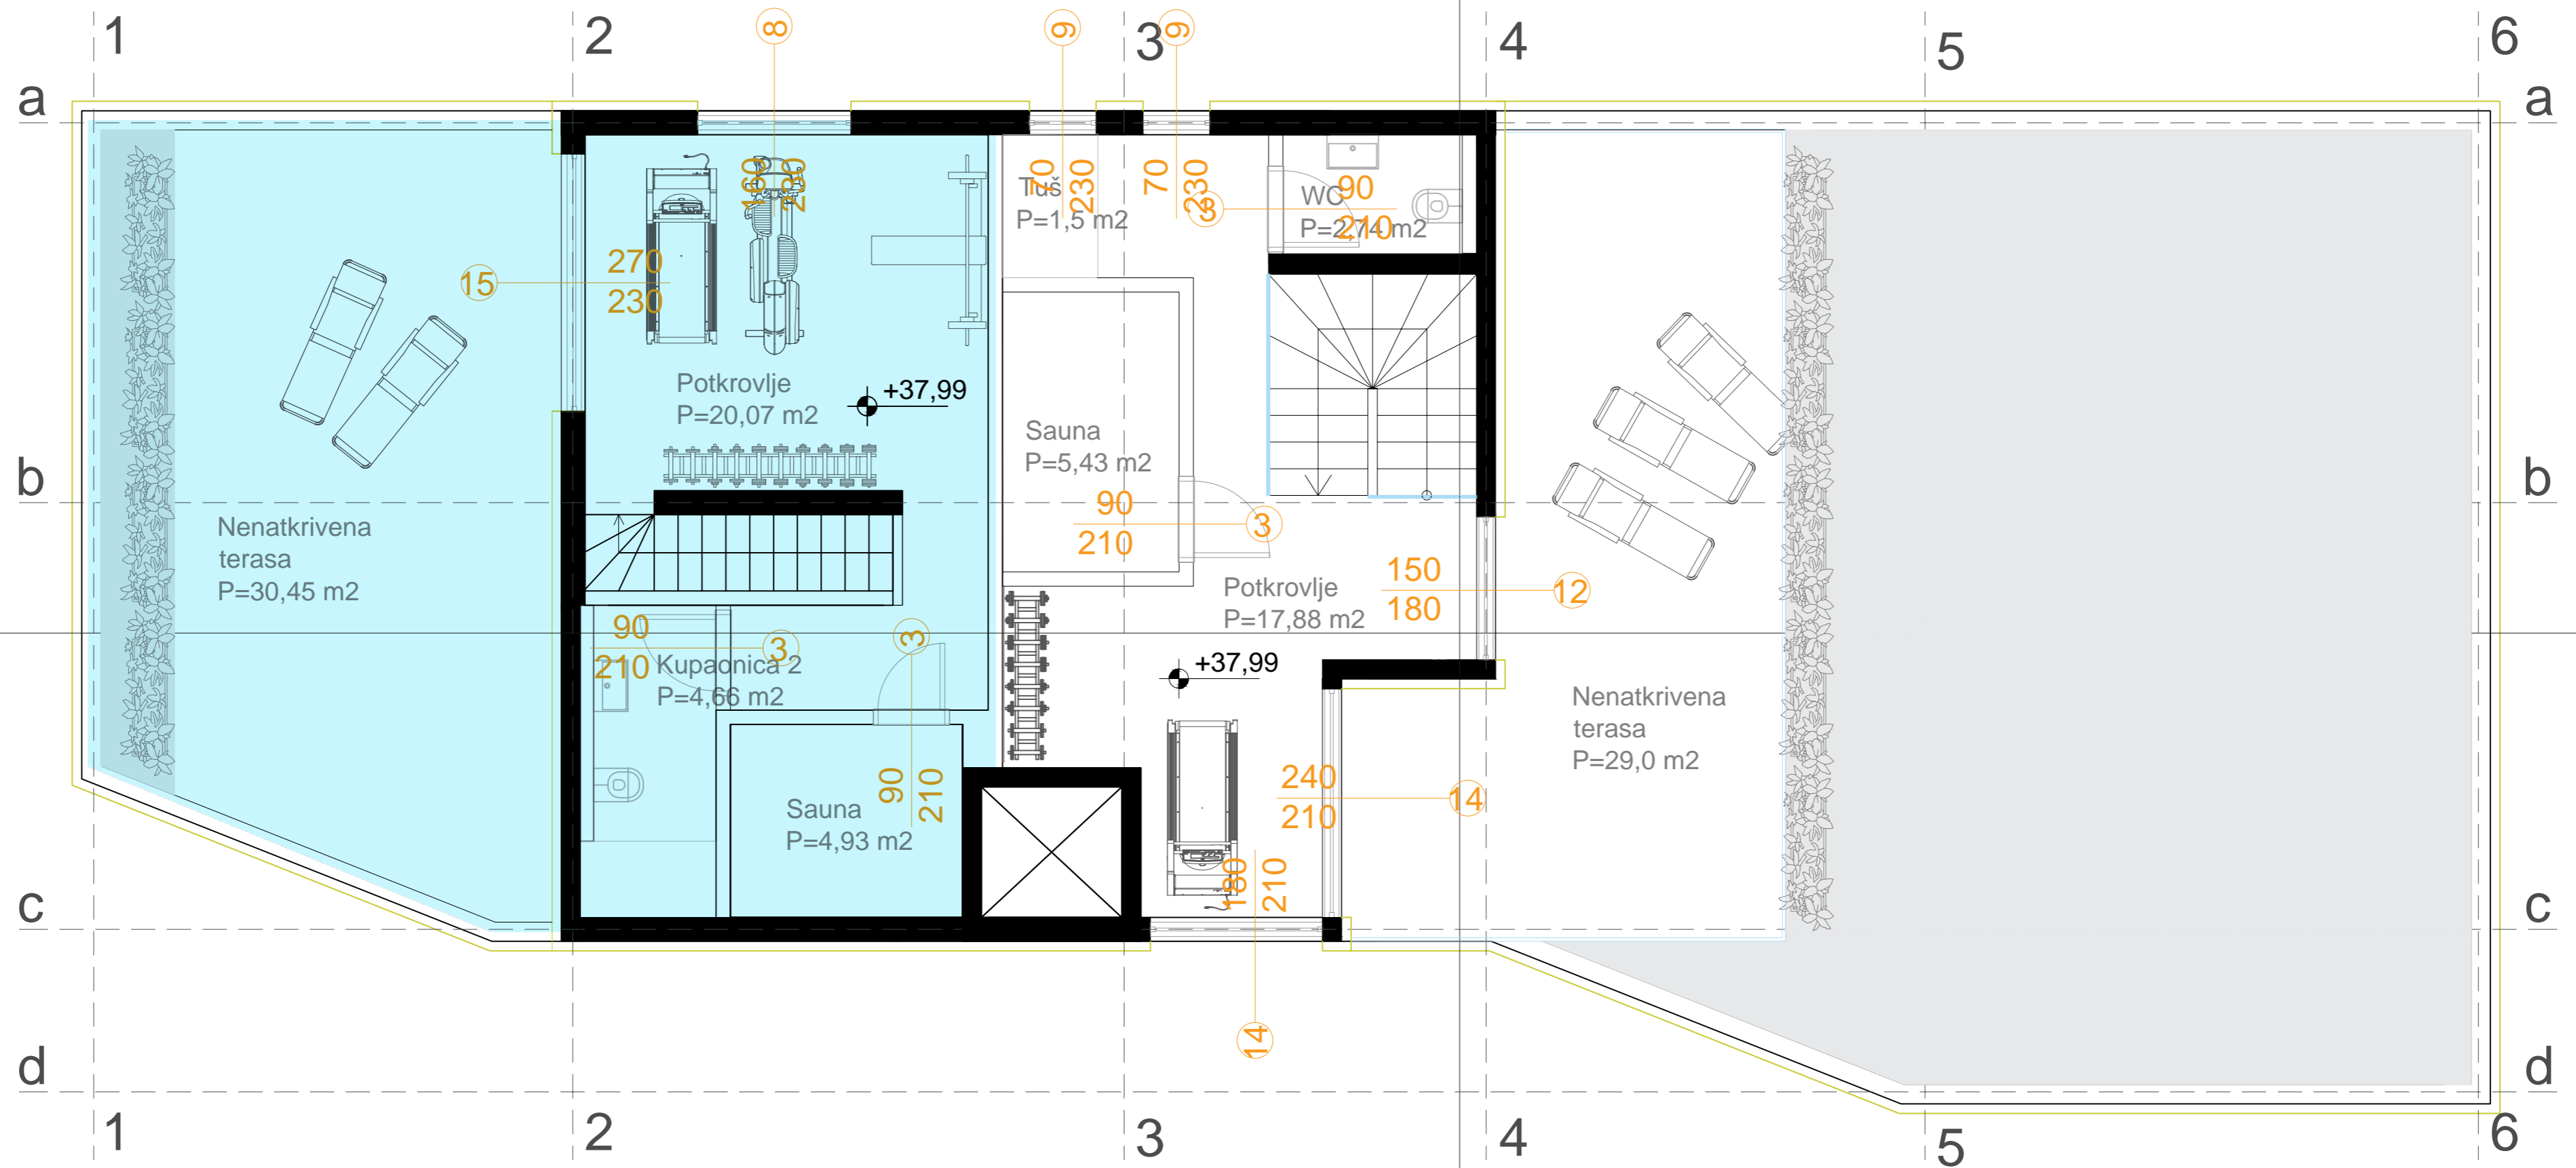 1
2
8
9
3
9
4
5
6
a
a
160
230
70
230
70
230
3
90
210
Tuš
P=1,5 m2
WC
P=2,74 m2
15
270
230
Potkrovlje
P=20,07 m2
+37,99
Sauna
P=5,43 m2
b
b
90
210
3
Nenatkrivena
terasa
P=30,45 m2
150
180
12
Potkrovlje
P=17,88 m2
90
210
3
3
Kupaonica 2
P=4,66 m2
+37,99
Nenatkrivena
terasa
P=29,0 m2
90
210
Sauna
P=4,93 m2
240
210
14
180
210
c
c
14
d
d
1
2
3
4
5
6